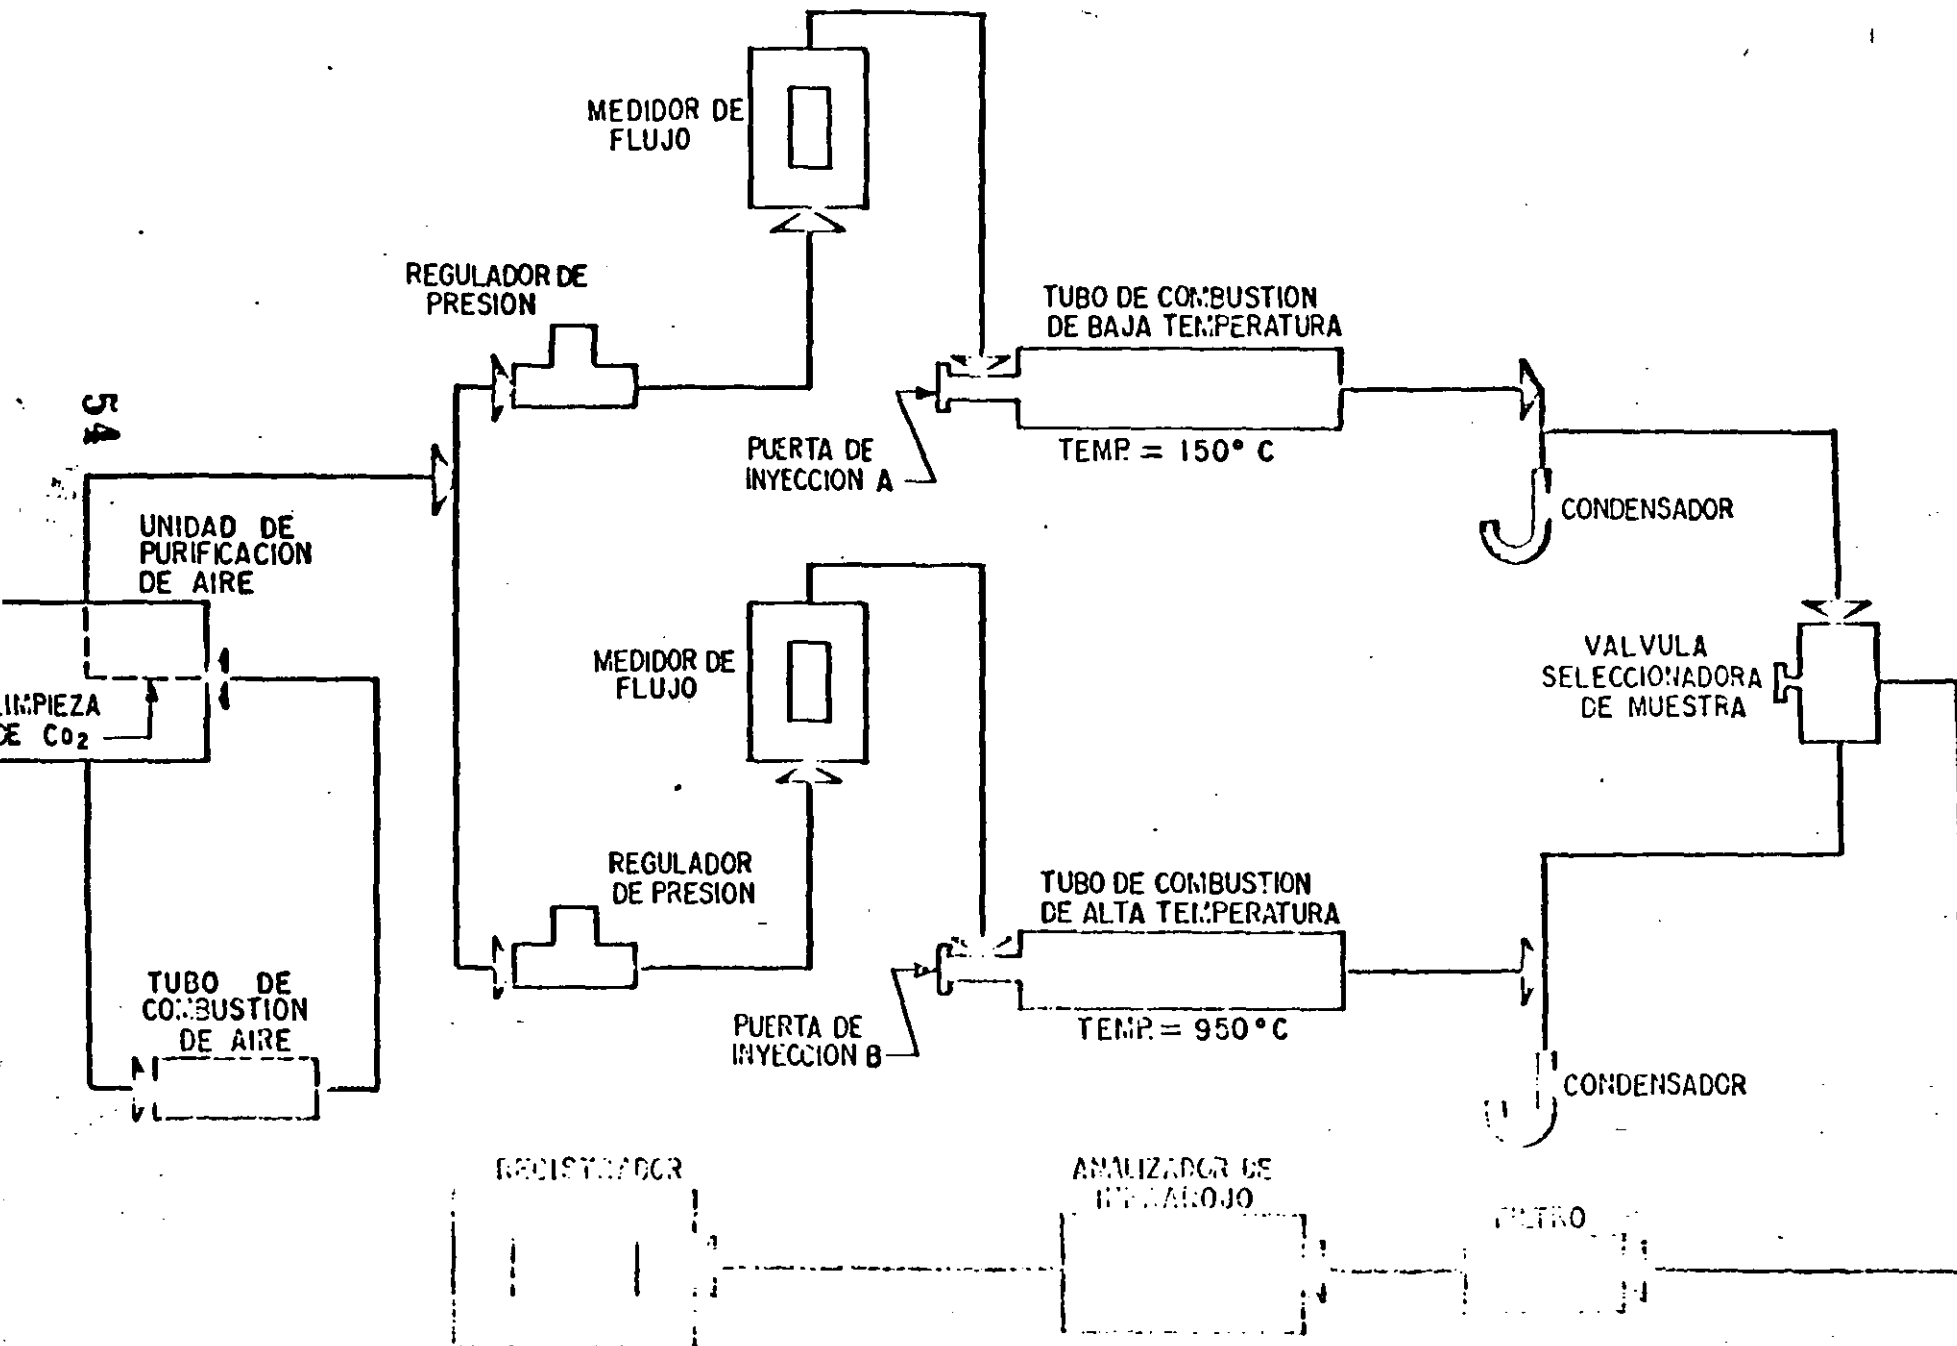 MEDIDOR DE
FLUJO
REGULADOR DE
PRESION
TUBO DE COMBUSTION
DE BAJA TEMPERATURA
54
PUERTA DE
INYECCION A
TEMP. = 150° C
CONDENSADOR
UNIDAD DE
PURIFICACION
DE AIRE
MEDIDOR DE
FLUJO
VALVULA
SELECCIONADORA
DE MUESTRA
LIMPIEZA
DE CO2
REGULADOR
DE PRESION
TUBO DE COMBUSTION
DE ALTA TEMPERATURA
TUBO DE
COMBUSTION
DE AIRE
PUERTA DE
INYECCION B
TEMP. = 950°C
CONDENSADOR
REGISTRADOR
ANALIZADOR DE
INFRAROJO
FILTRO